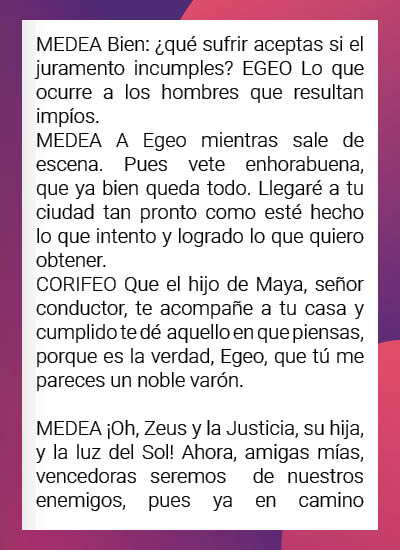 MEDEA Bien: ¿qué sufrir aceptas si el
juramento incumples? EGEO Lo que
ocurre a los hombres que resultan
impíos.
MEDEA A Egeo mientras sale de
escena. Pues vete enhorabuena,
que ya bien queda todo. Llegaré a tu
ciudad tan pronto como esté hecho
lo que intento y logrado lo que quiero
obtener.
CORIFEO Que el hijo de Maya, señor
conductor, te acompañe a tu casa y
cumplido te dé aquello en que piensas,
porque es la verdad, Egeo, que tú me
pareces un noble varón.
MEDEA ¡Oh, Zeus y la Justicia, su hija,
y la luz del Sol! Ahora, amigas mías,
vencedoras seremos de nuestros
enemigos, pues ya en camino